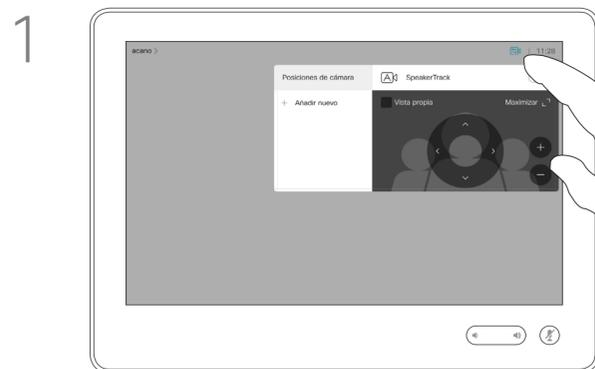 1
acano >
11:28
Posiciones de cámara
SpeakerTrack
+ Añadir nuevo
Vista propia
Maximizar